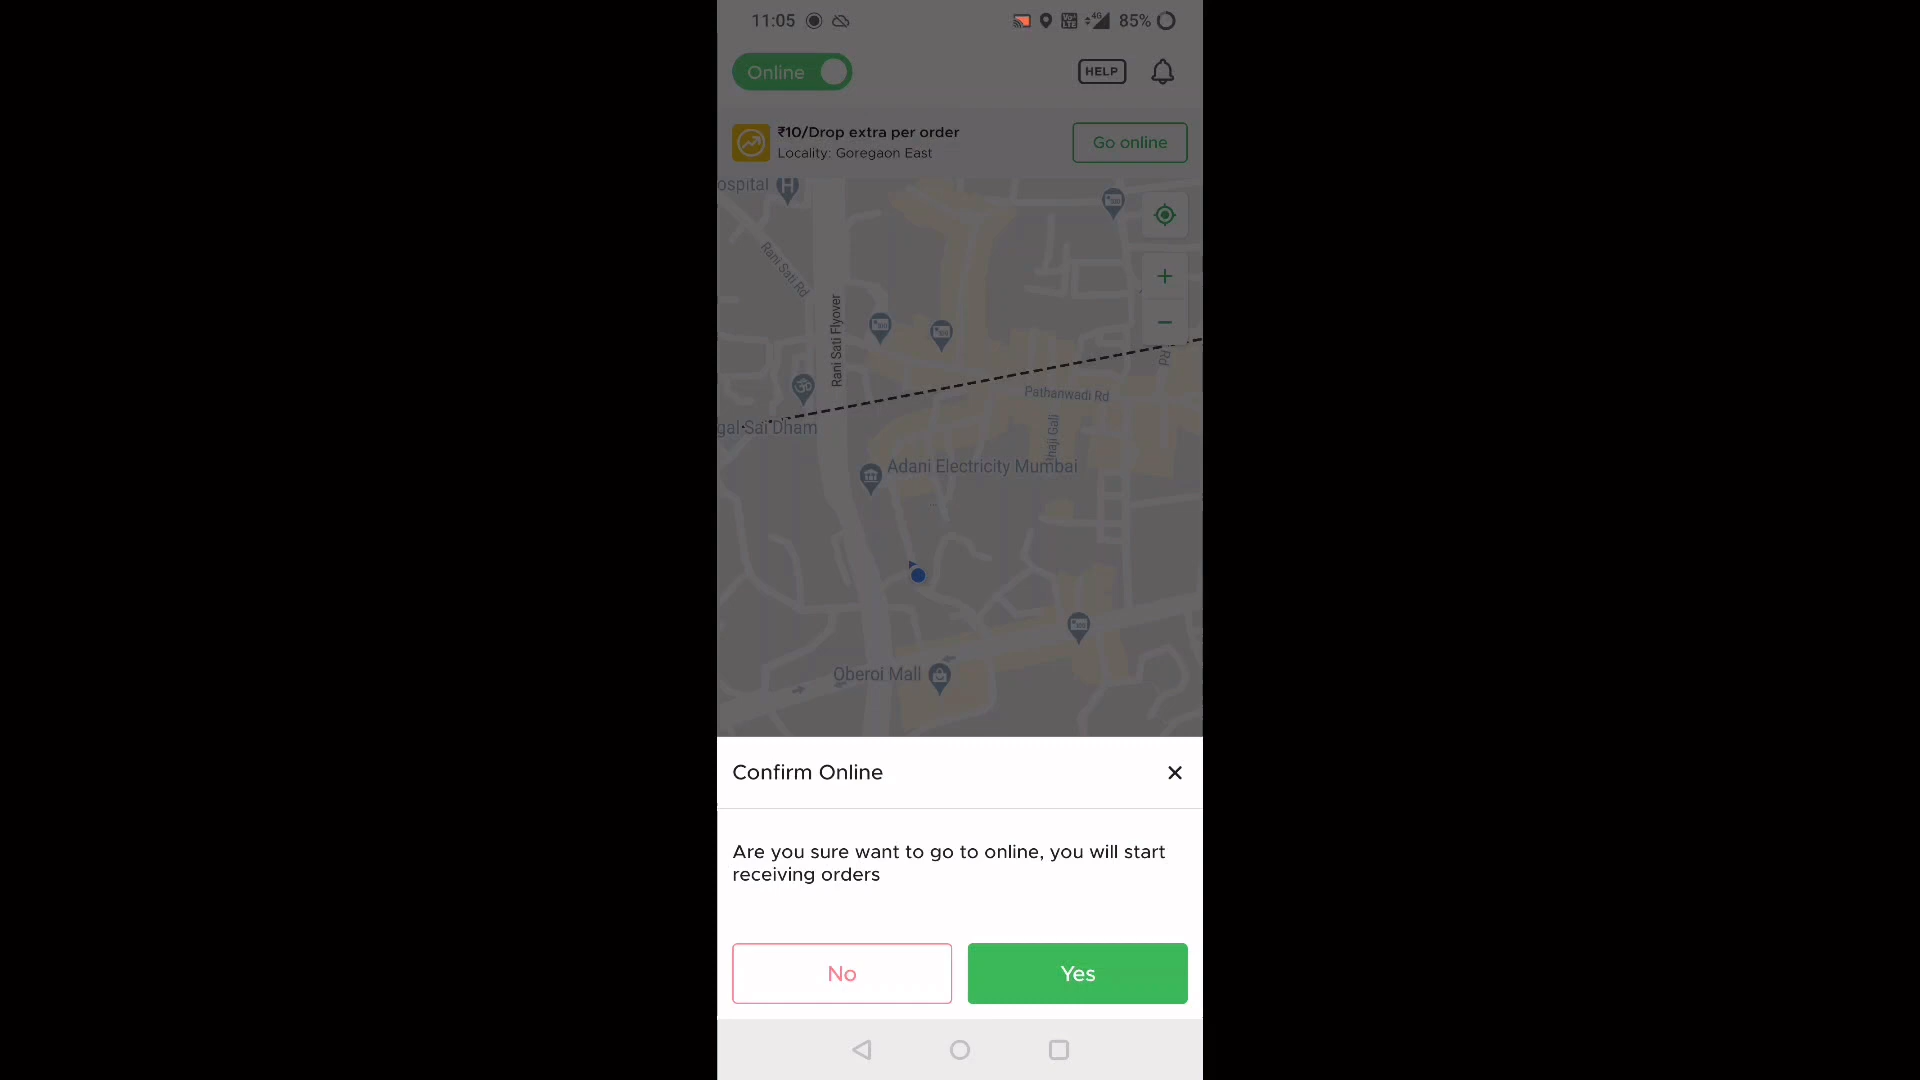 11:05
85%
Online
HELP
₹10/Drop extra per order
Locality: Goregaon East
Go online
ospital
Rani Sati Rd
Rani Sati Flyover
Rd
Pathanwadi Rd
gal Sai Dham
Adani Electricity Mumbai
Oberoi Mall
Confirm Online
Are you sure want to go to online, you will start
receiving orders
No
Yes